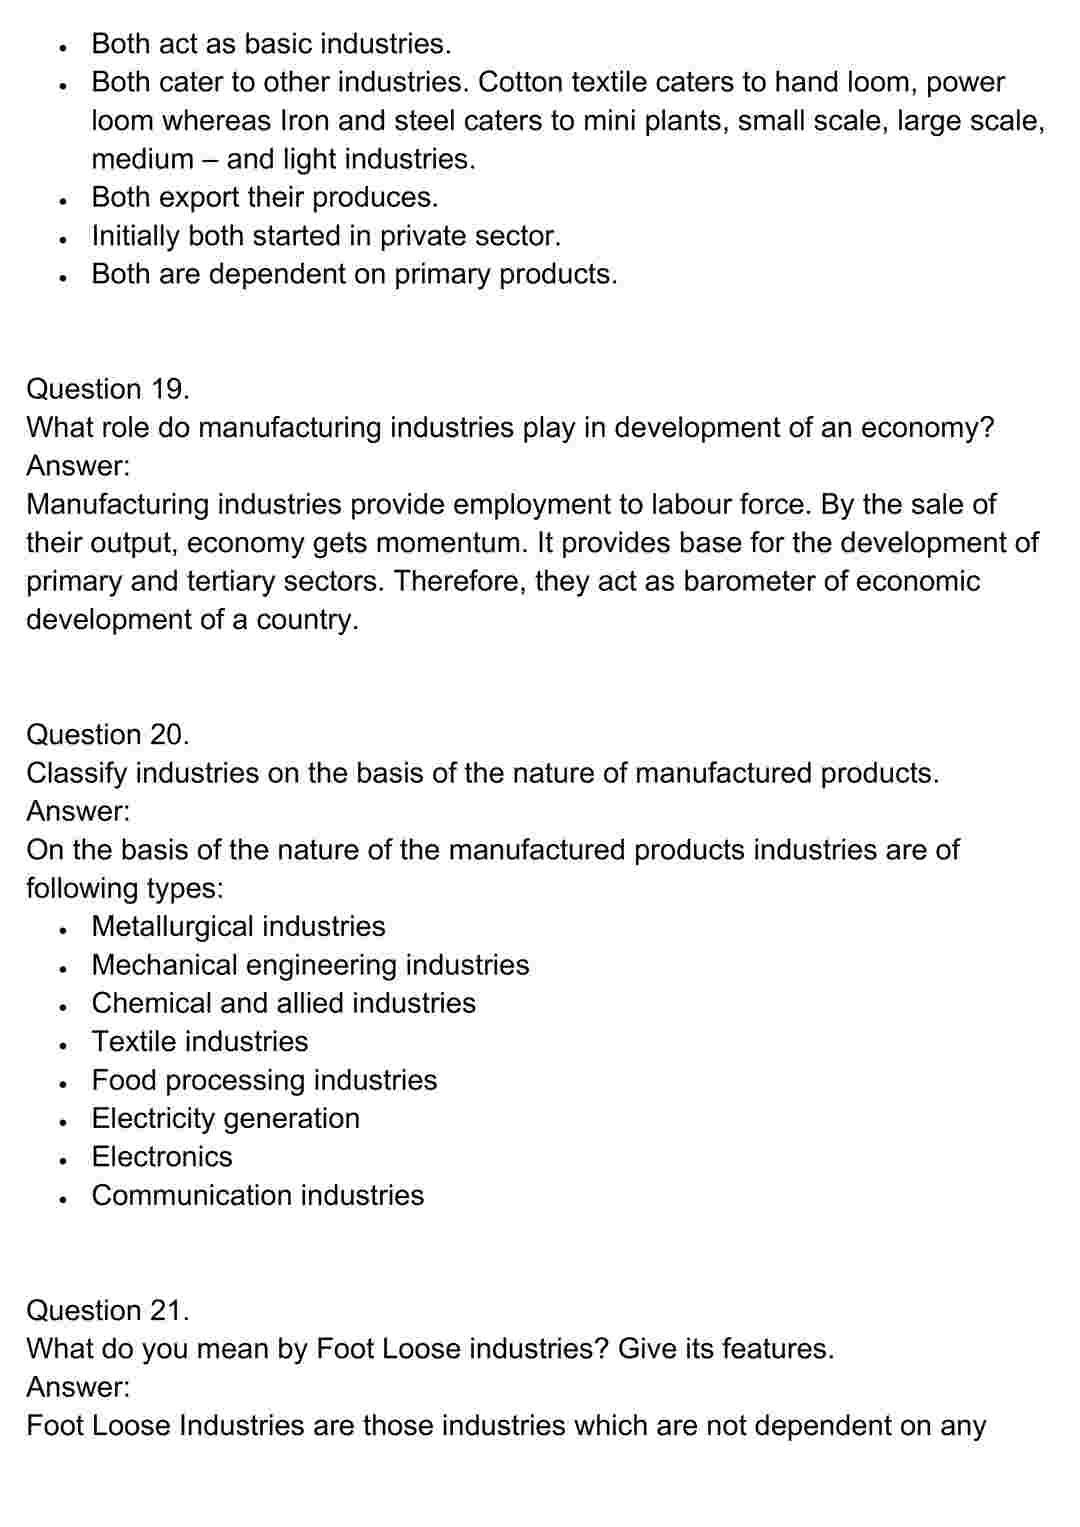 • Both act as basic industries.
• Both cater to other industries. Cotton textile caters to hand loom, power
loom whereas Iron and steel caters to mini plants, small scale, large scale,
medium – and light industries.
• Both export their produces.
• Initially both started in private sector.
• Both are dependent on primary products.
Question 19.
What role do manufacturing industries play in development of an economy?
Answer:
Manufacturing industries provide employment to labour force. By the sale of
their output, economy gets momentum. It provides base for the development of
primary and tertiary sectors. Therefore, they act as barometer of economic
development of a country.
Question 20.
Classify industries on the basis of the nature of manufactured products.
Answer:
On the basis of the nature of the manufactured products industries are of
following types:
• Metallurgical industries
• Mechanical engineering industries
• Chemical and allied industries
• Textile industries
• Food processing industries
• Electricity generation
• Electronics
• Communication industries
Question 21.
What do you mean by Foot Loose industries? Give its features.
Answer:
Foot Loose Industries are those industries which are not dependent on any